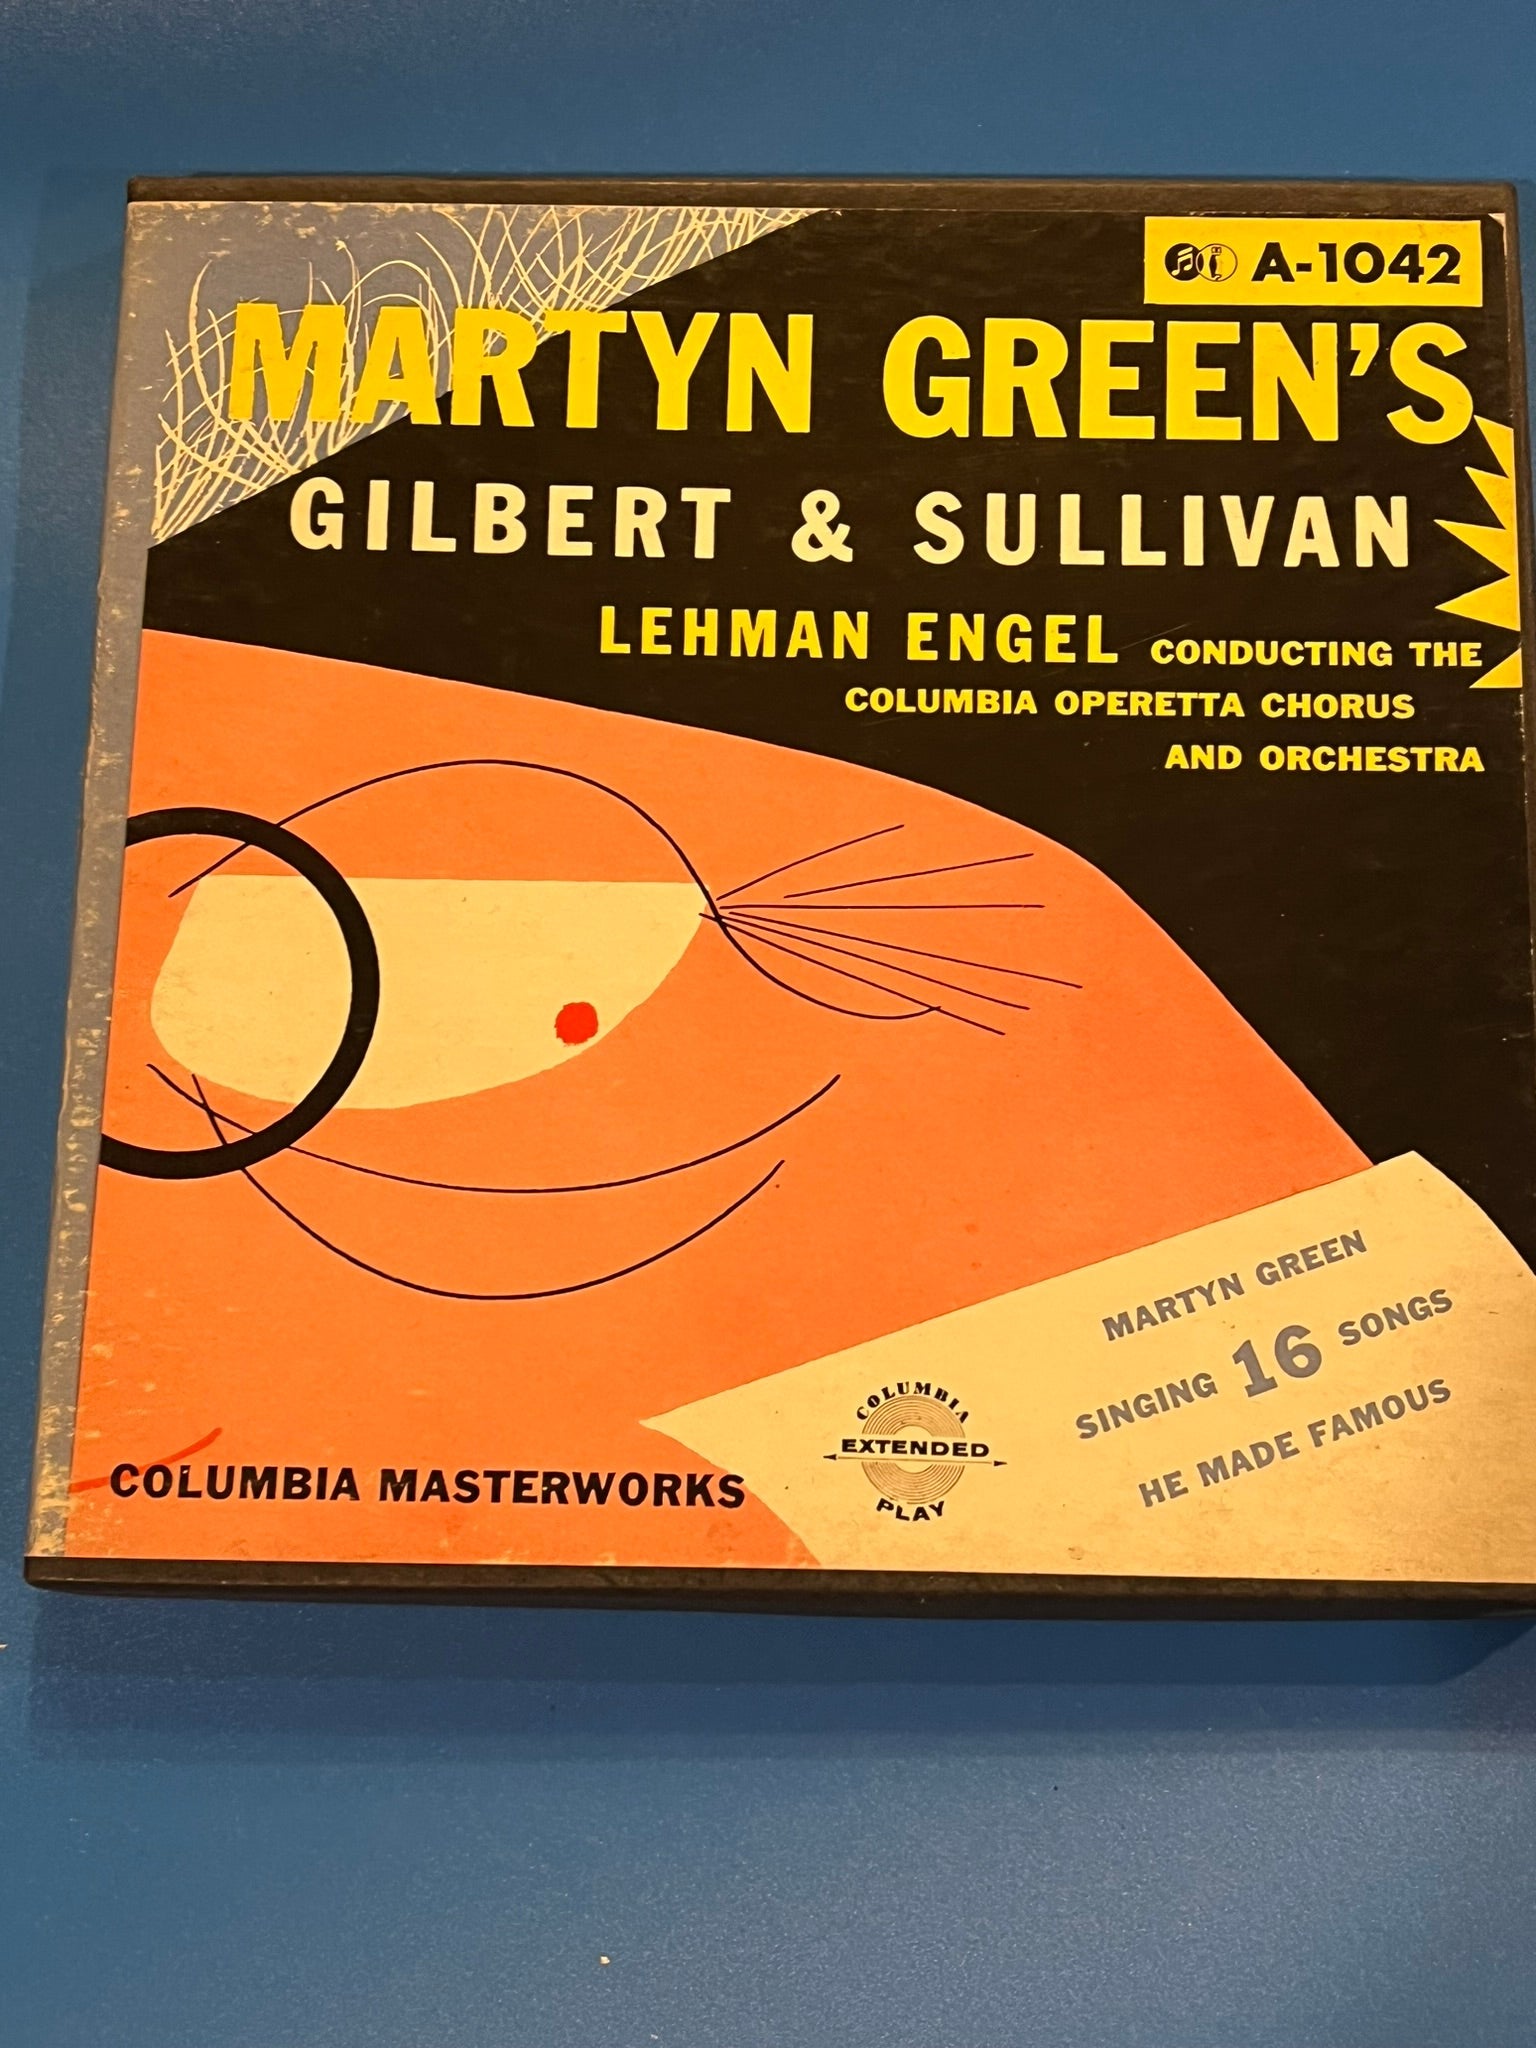 A-1042
MARTYN GREEN'S
GILBERT & SULLIVAN
LEHMAN ENGEL CONDUCTING THE
COLUMBIA OPERETTA CHORUS
AND ORCHESTRA
MARTYN GREEN
SINGING 16 SONGS
HE MADE FAMOUS
COLUMBIA
EXTENDED
PLAY
COLUMBIA MASTERWORKS